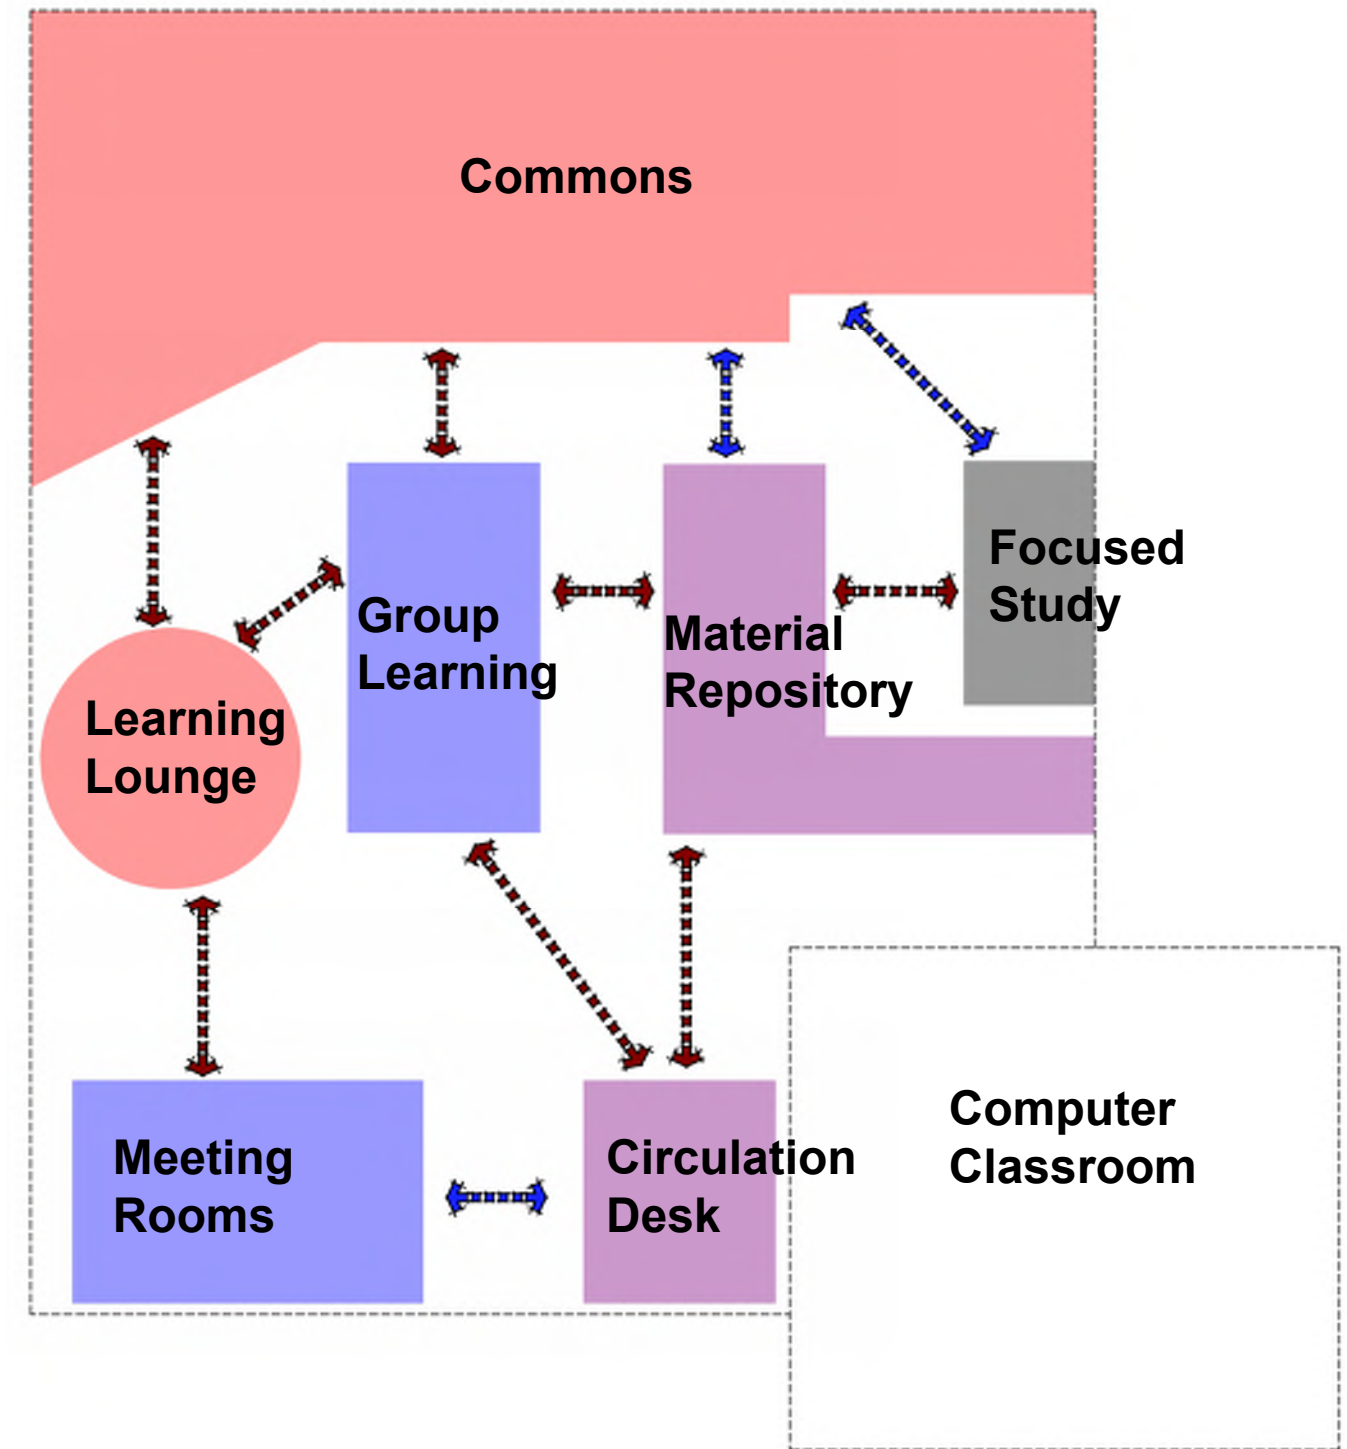 Commons
Focused
Study
Group
Learning
Material
Repository
Learning
Lounge
Meeting
Rooms
Circulation
Desk
Computer
Classroom